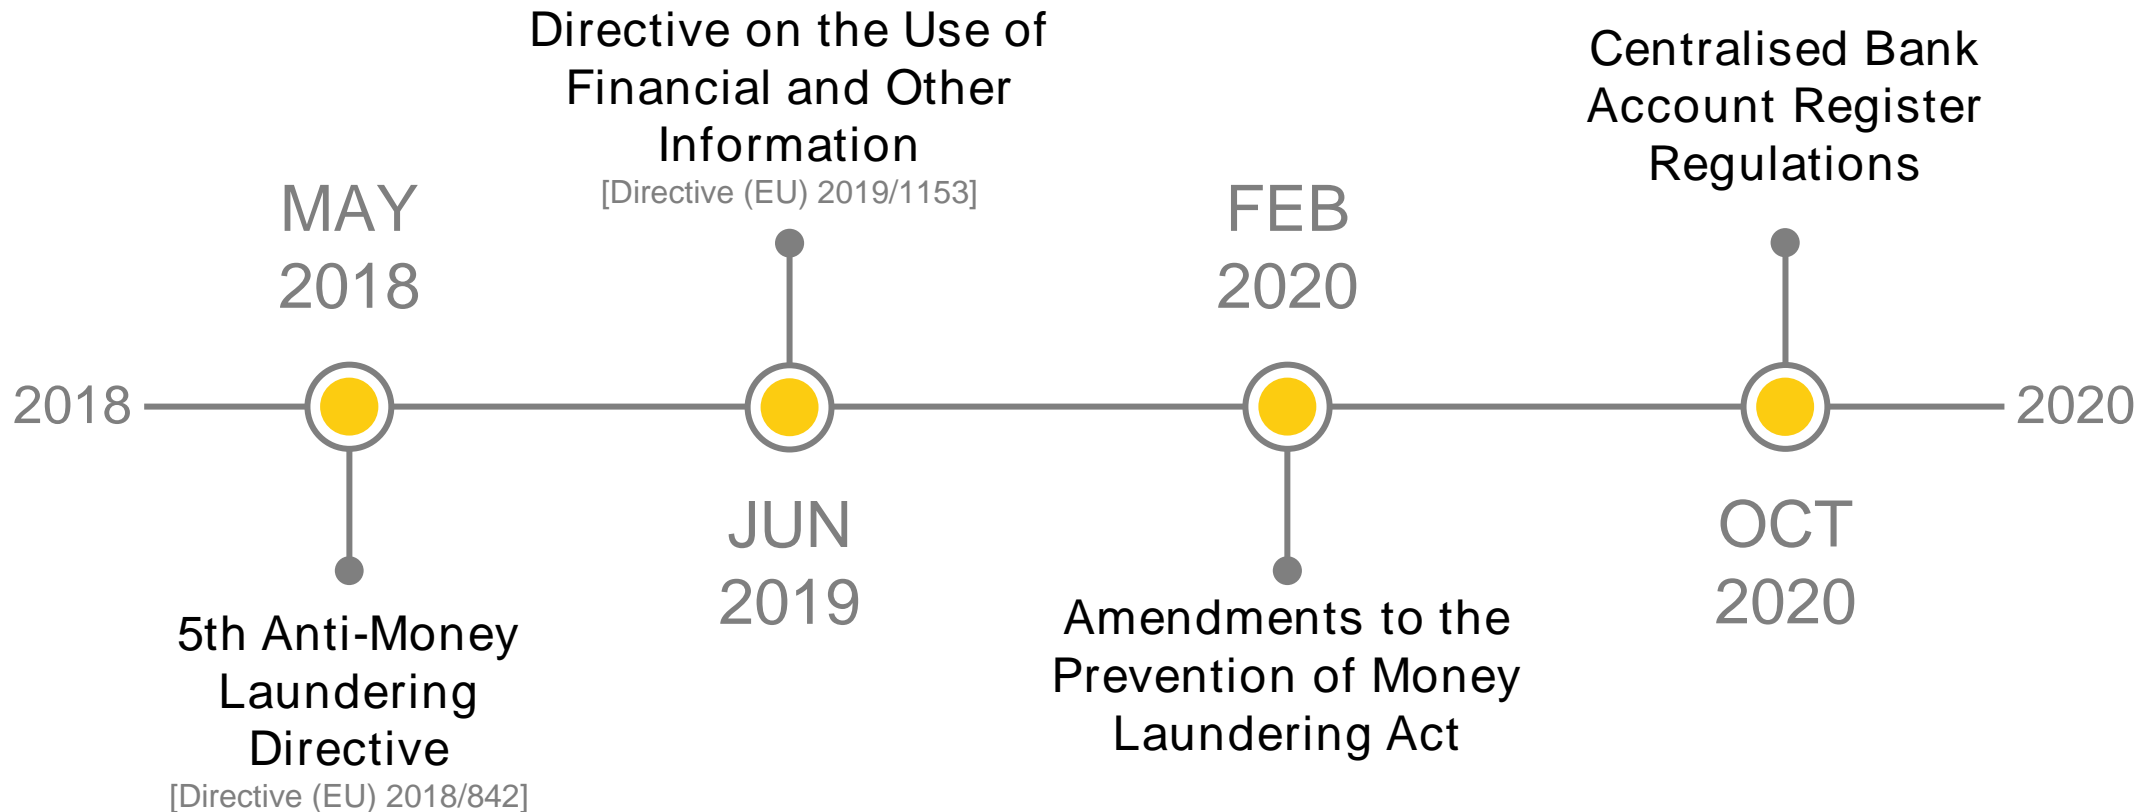 2018
MAY
2018
5th Anti-Money
Laundering
Directive
[Directive (EU) 2018/842]
Directive on the Use of
Financial and Other
Information
[Directive (EU) 2019/1153]
JUN
2019
FEB
2020
Amendments to the
Prevention of Money
Laundering Act
Centralised Bank
Account Register
Regulations
OCT
2020
2020